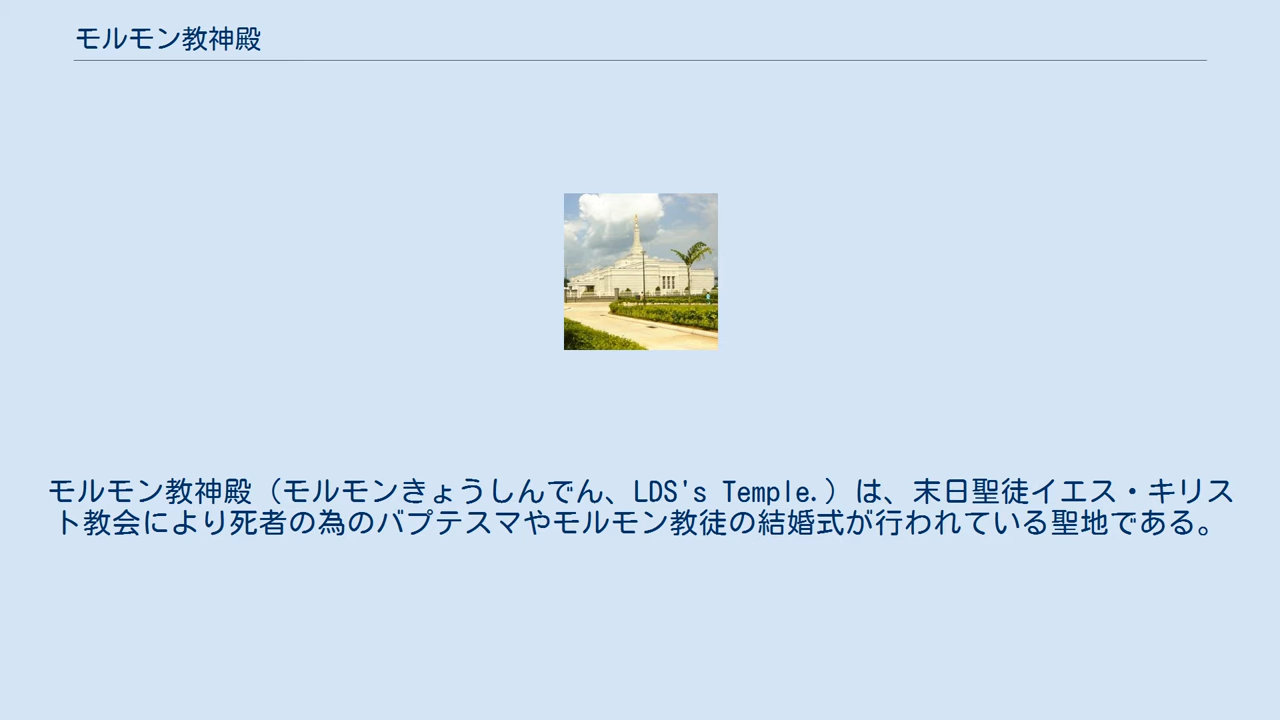 モルモン教神殿
モルモン教神殿（モルモンきょうしんでん、LDS's Temple.）は、末日聖徒イエス・キリス
ト教会により死者の為のバプテスマやモルモン教徒の結婚式が行われている聖地である。